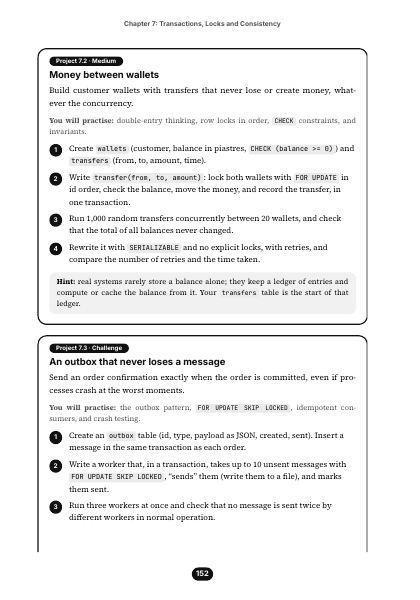 Chapter 7: Transactions, Locks and Consistency
Project 7.2 · Medium
Money between wallets
Build customer wallets with transfers that never lose or create money, what-
ever the concurrency.
You will practise: double-entry thinking, row locks in order, CHECK constraints, and
invariants.
1 Create wallets (customer, balance in piastres, CHECK (balance >= 0) ) and
transfers (from, to, amount, time).
2 Write transfer(from, to, amount) : lock both wallets with FOR UPDATE in
id order, check the balance, move the money, and record the transfer, in
one transaction.
3 Run 1,000 random transfers concurrently between 20 wallets, and check
that the total of all balances never changed.
4 Rewrite it with SERIALIZABLE and no explicit locks, with retries, and
compare the number of retries and the time taken.
Hint: real systems rarely store a balance alone; they keep a ledger of entries and
compute or cache the balance from it. Your transfers table is the start of that
ledger.
Project 7.3 · Challenge
An outbox that never loses a message
Send an order confirmation exactly when the order is committed, even if pro-
cesses crash at the worst moments.
You will practise: the outbox pattern, FOR UPDATE SKIP LOCKED , idempotent con-
sumers, and crash testing.
1 Create an outbox table (id, type, payload as JSON, created, sent). Insert a
message in the same transaction as each order.
2 Write a worker that, in a transaction, takes up to 10 unsent messages with
FOR UPDATE SKIP LOCKED , “sends” them (write them to a file), and marks
them sent.
3 Run three workers at once and check that no message is sent twice by
different workers in normal operation.
152